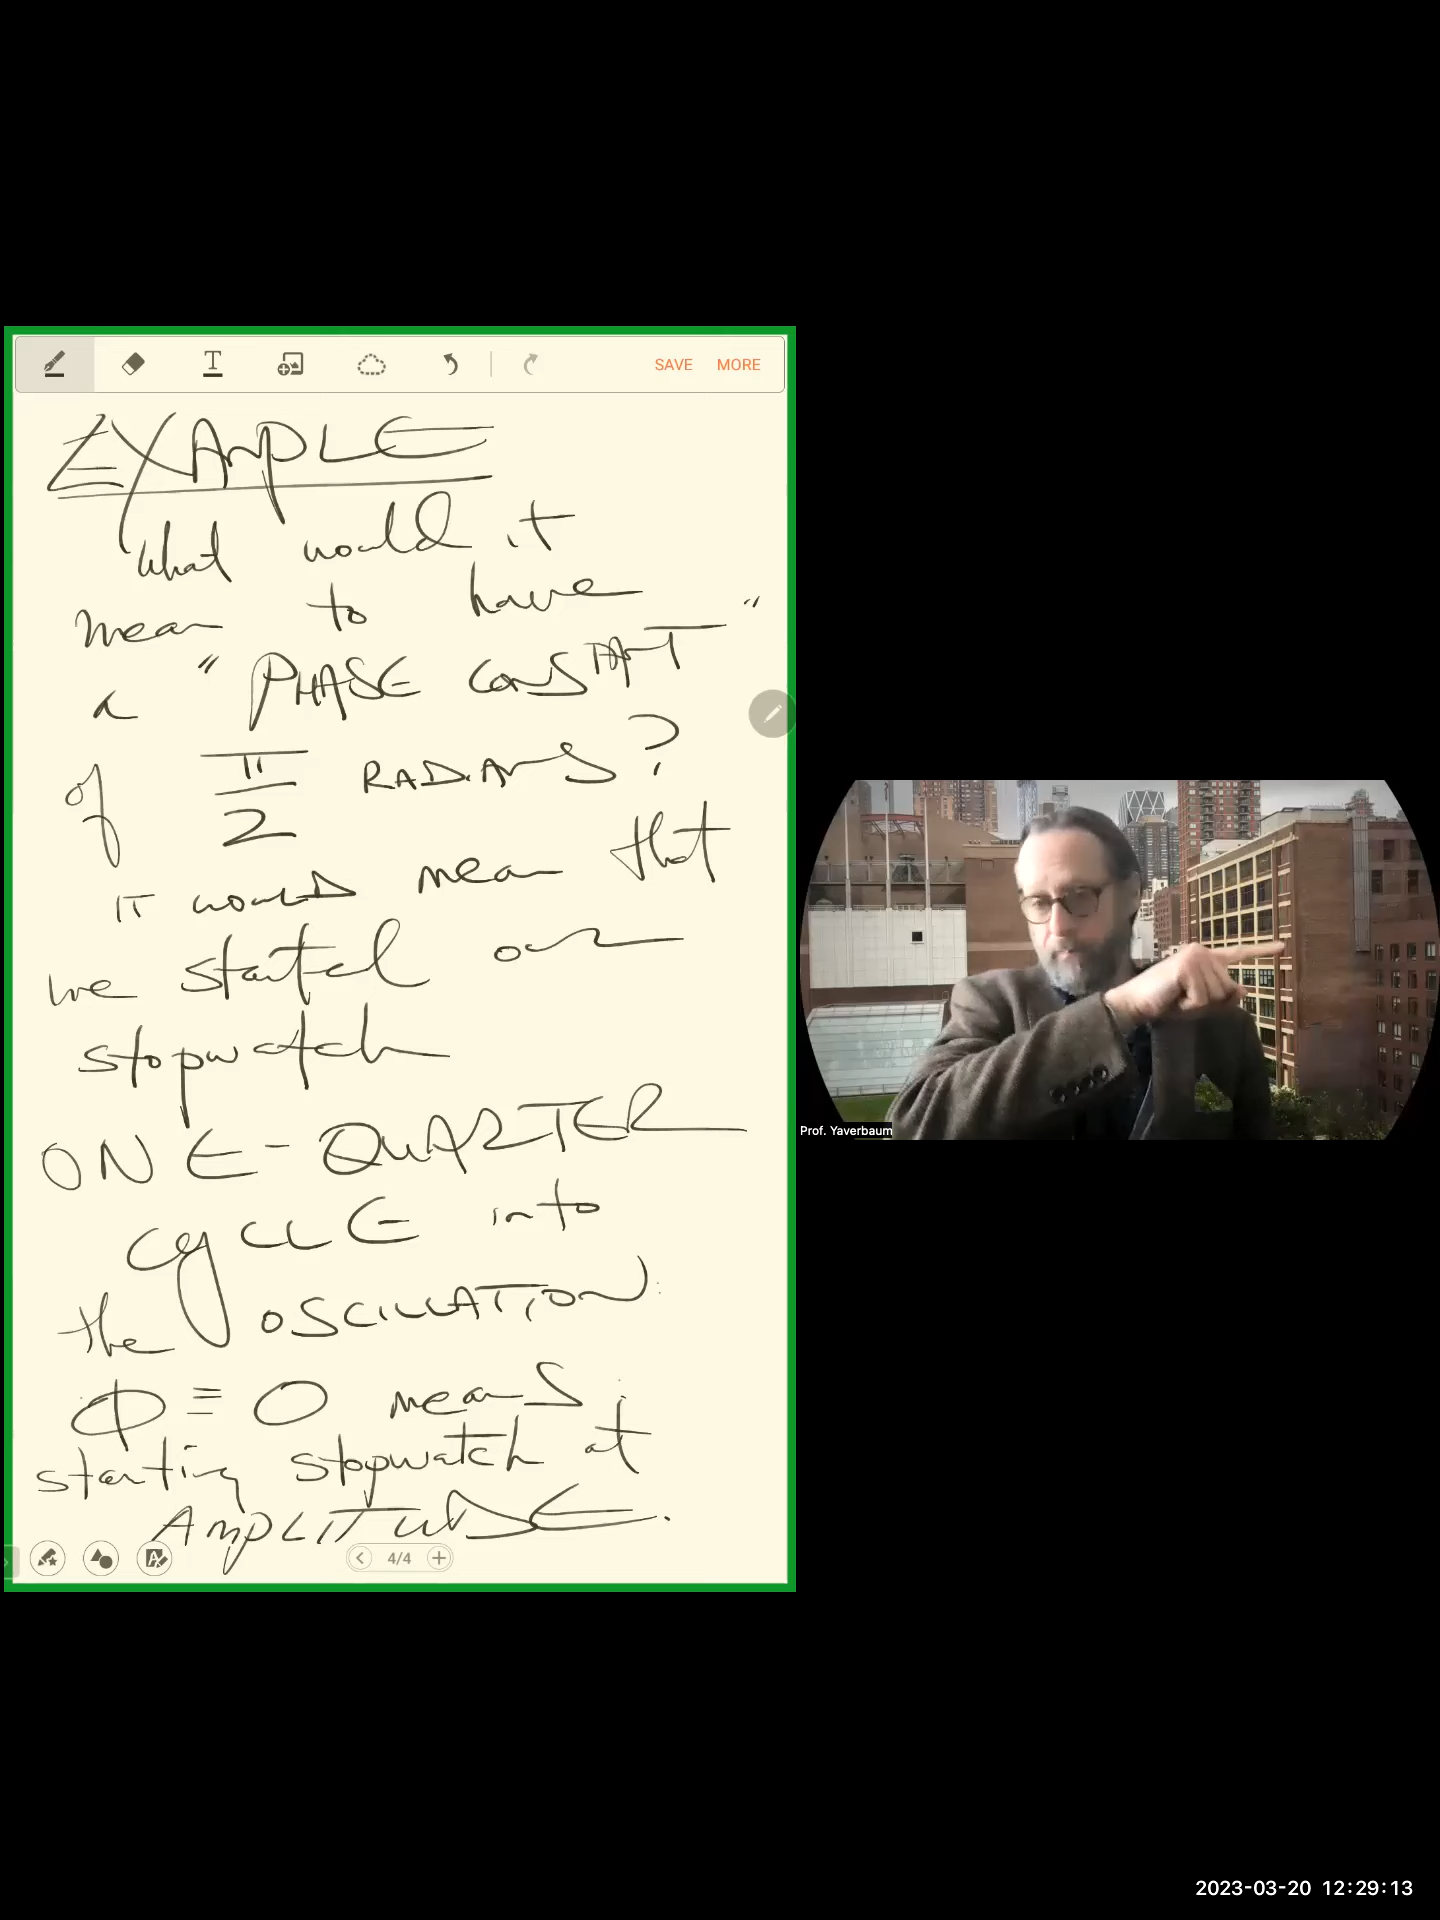 SAVE MORE
EXAMPLE
What would it
mean to have
a "PHASE CONSTANT"
of π/2 RADIANS?
IT would mean that
we started our
stopwatch
ONE-QUARTER
CYCLE into
the OSCILLATION.
Φ ≡ 0 means
starting stopwatch at
AMPLITUDE.
4/4
Prof. Yaverbaum
2023-03-20 12:29:13